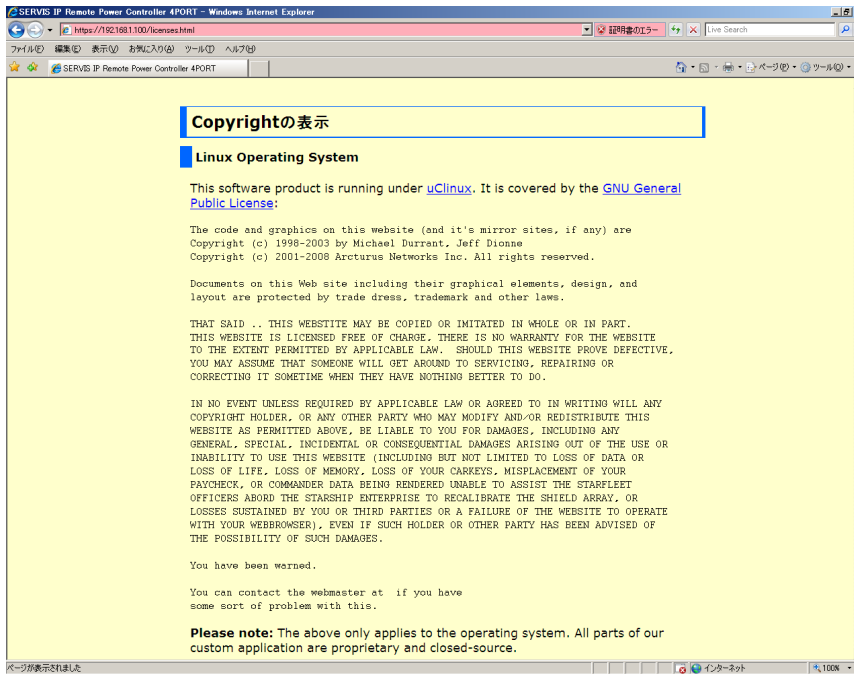 SERVIS IP Remote Power Controller 4PORT - Windows Internet Explorer
https://192.168.1.100/licenses.html
証明書のエラー
Live Search
ファイル(F) 編集(E) 表示(V) お気に入り(A) ツール(T) ヘルプ(H)
SERVIS IP Remote Power Controller 4PORT
ページ(P) ツール(O)
Copyrightの表示
Linux Operating System
This software product is running under uClinux. It is covered by the GNU General
Public License:
The code and graphics on this website (and it's mirror sites, if any) are
Copyright (c) 1998-2003 by Michael Durrant, Jeff Dionne
Copyright (c) 2001-2008 Arcturus Networks Inc. All rights reserved.
Documents on this Web site including their graphical elements, design, and
layout are protected by trade dress, trademark and other laws.
THAT SAID .. THIS WEBSTITE MAY BE COPIED OR IMITATED IN WHOLE OR IN PART.
THIS WEBSITE IS LICENSED FREE OF CHARGE, THERE IS NO WARRANTY FOR THE WEBSITE
TO THE EXTENT PERMITTED BY APPLICABLE LAW.  SHOULD THIS WEBSITE PROVE DEFECTIVE,
YOU MAY ASSUME THAT SOMEONE WILL GET AROUND TO SERVICING, REPAIRING OR
CORRECTING IT SOMETIME WHEN THEY HAVE NOTHING BETTER TO DO.
IN NO EVENT UNLESS REQUIRED BY APPLICABLE LAW OR AGREED TO IN WRITING WILL ANY
COPYRIGHT HOLDER, OR ANY OTHER PARTY WHO MAY MODIFY AND/OR REDISTRIBUTE THIS
WEBSITE AS PERMITTED ABOVE, BE LIABLE TO YOU FOR DAMAGES, INCLUDING ANY
GENERAL, SPECIAL, INCIDENTAL OR CONSEQUENTIAL DAMAGES ARISING OUT OF THE USE OR
INABILITY TO USE THIS WEBSITE (INCLUDING BUT NOT LIMITED TO LOSS OF DATA OR
LOSS OF LIFE, LOSS OF MEMORY, LOSS OF YOUR CARKEYS, MISPLACEMENT OF YOUR
PAYCHECK, OR COMMANDER DATA BEING RENDERED UNABLE TO ASSIST THE STARFLEET
OFFICERS ABORD THE STARSHIP ENTERPRISE TO RECALIBRATE THE SHIELD ARRAY, OR
LOSSES SUSTAINED BY YOU OR THIRD PARTIES OR A FAILURE OF THE WEBSITE TO OPERATE
WITH YOUR WEBBROWSER), EVEN IF SUCH HOLDER OR OTHER PARTY HAS BEEN ADVISED OF
THE POSSIBILITY OF SUCH DAMAGES.
You have been warned.
You can contact the webmaster at  if you have
some sort of problem with this.
Please note: The above only applies to the operating system. All parts of our
custom application are proprietary and closed-source.
ページが表示されました
インターネット
100%